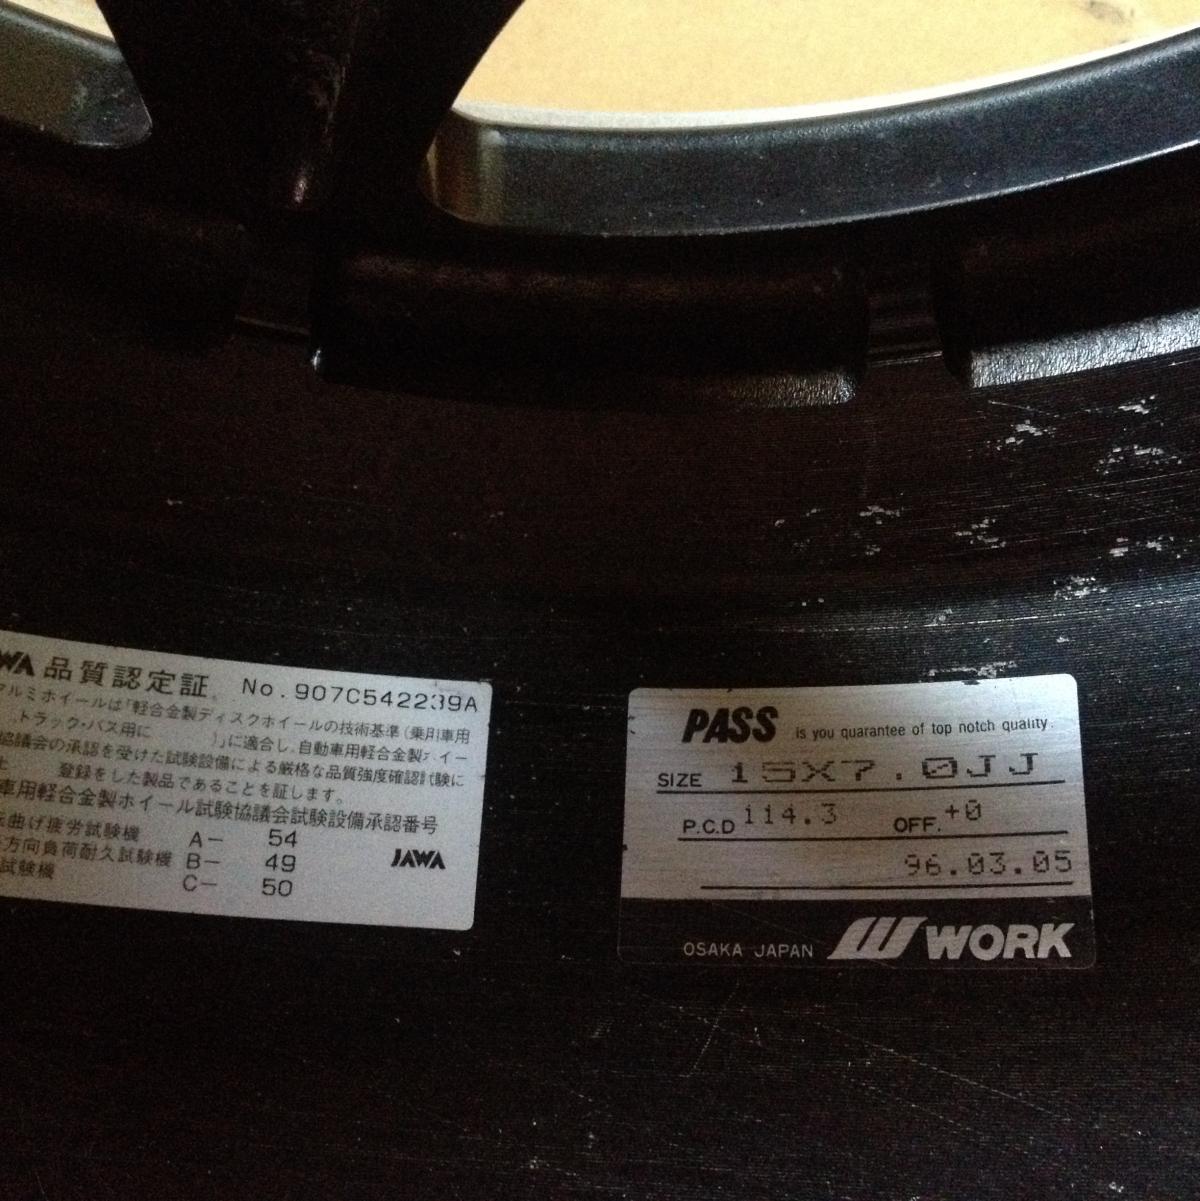 WA 品質認定証 No.907C542239A
アルミホイールは「軽合金製ディスクホイールの技術基準(乗用車用
トラック・バス用に )」に適合し、自動車用軽合金製 イー
協議会の承認を受けた試験設備による厳格な品質強度確認試験に
登録をした製品であることを証します。
車用軽合金製ホイール試験協議会試験設備承認番号
曲げ疲労試験機 A- 54
方向負荷耐久試験機 B- 49
試験機 C- 50
JAWA
PASS is you guarantee of top notch quality.
SIZE 15X7.0JJ
P.C.D 114.3 OFF. +0
96.03.05
OSAKA JAPAN W WORK